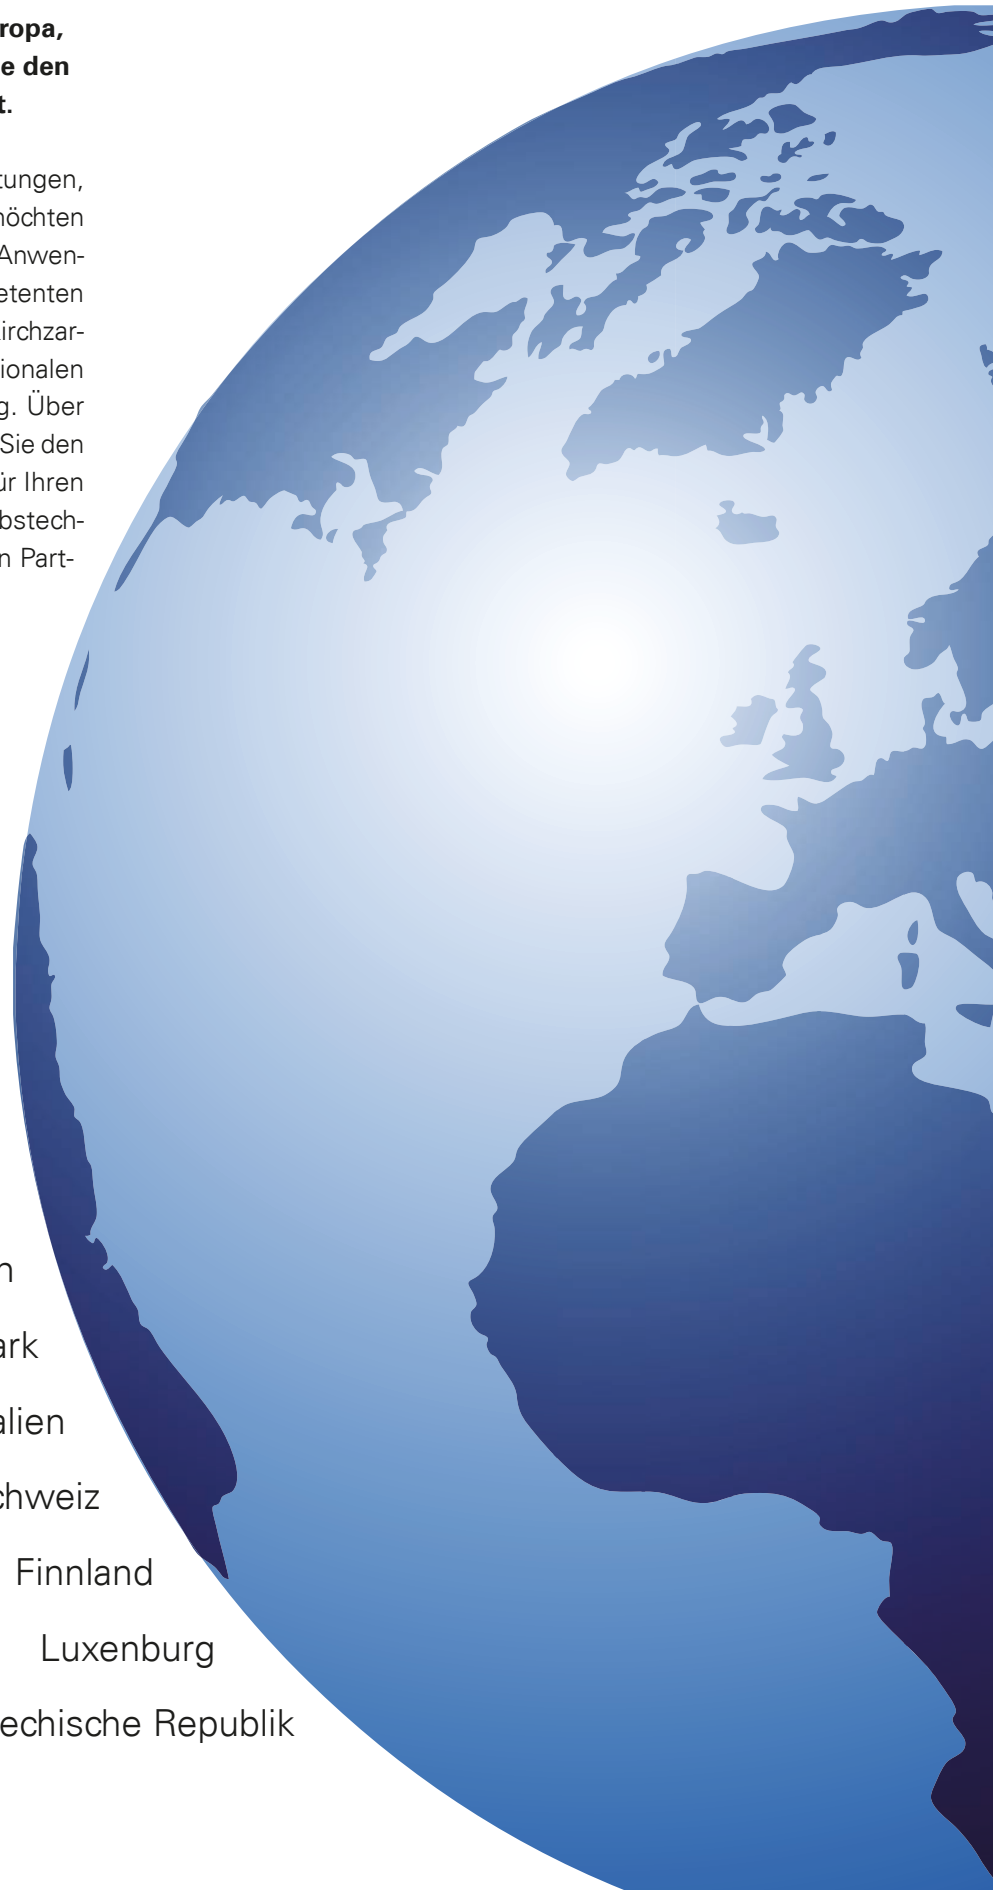 ropa,
e den
t.
tungen,
nöchten
Anwen-
etenten
irchzar-
ionalen
g. Über
Sie den
ür Ihren
bstech-
n Part-
n
ark
alien
chweiz
Finnland
Luxenburg
echische Republik